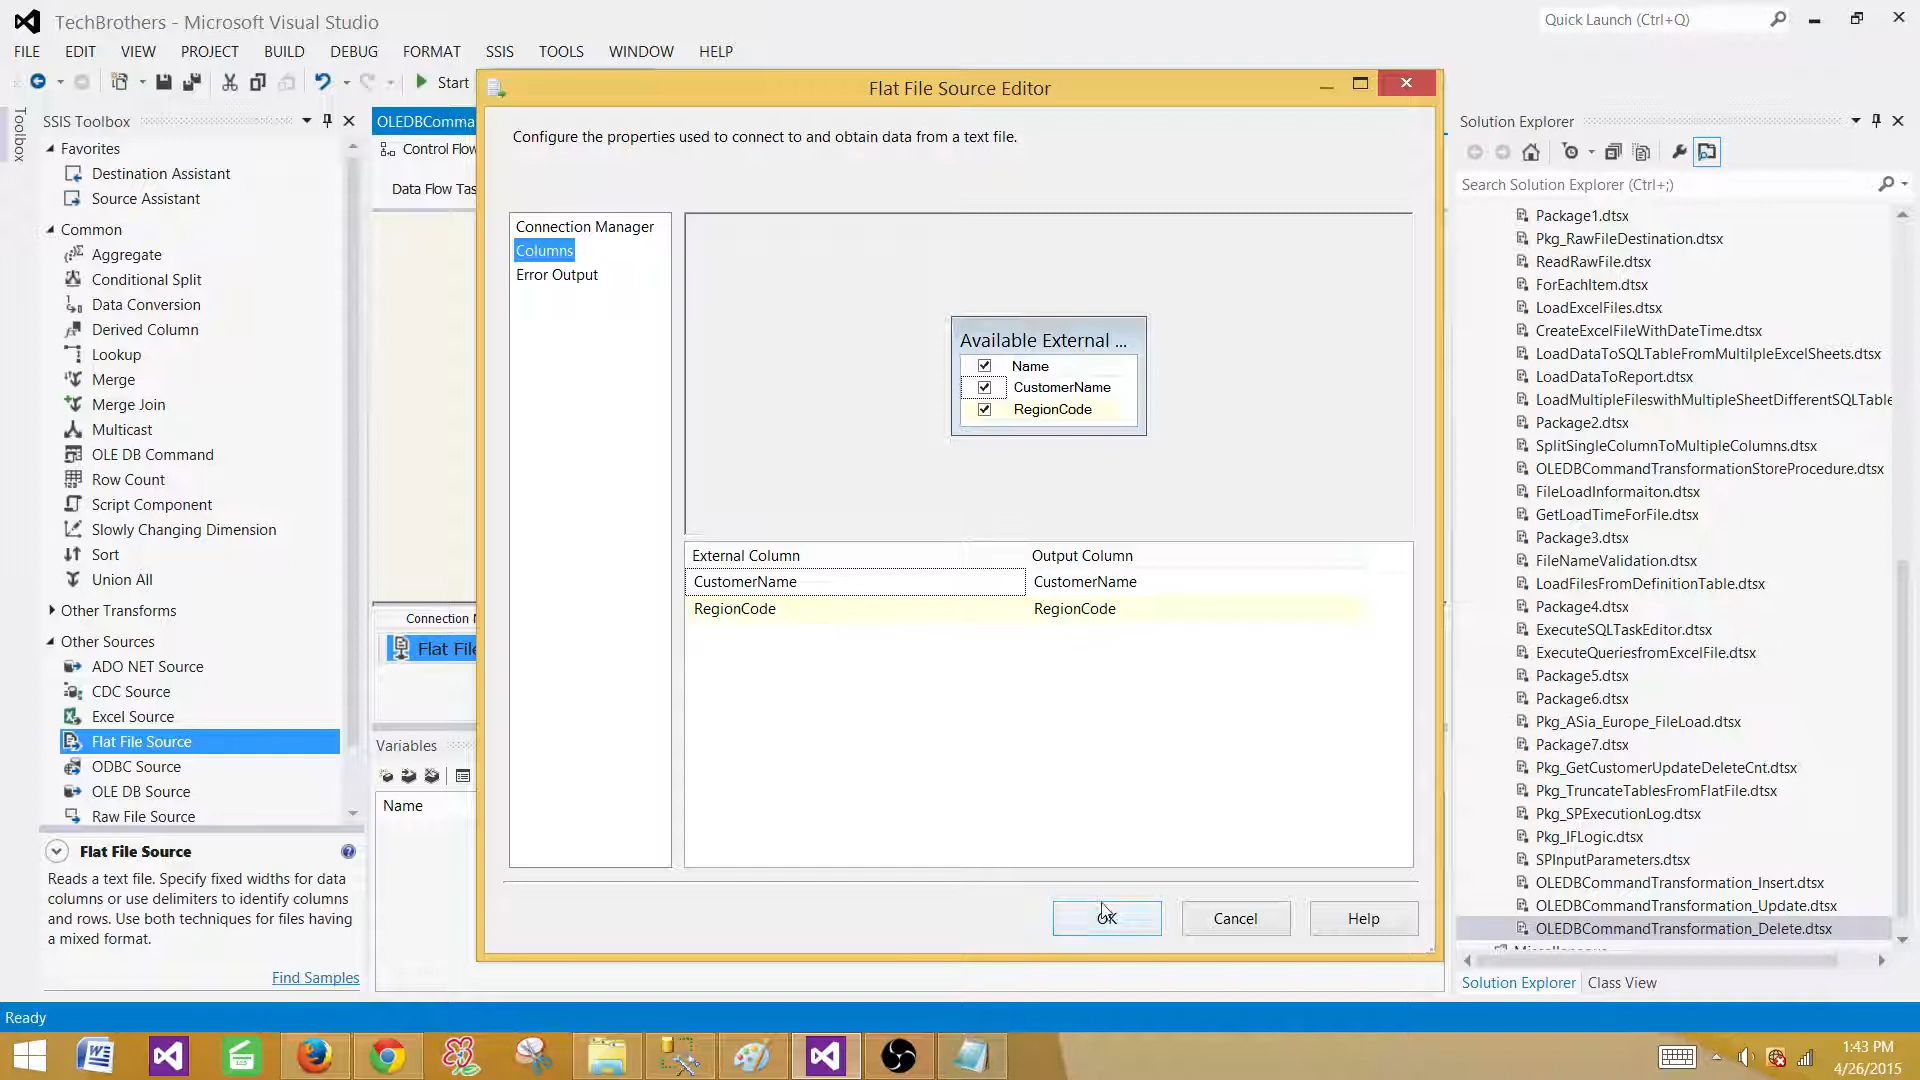 TechBrothers - Microsoft Visual Studio
Quick Launch (Ctrl+Q)
FILE EDIT VIEW PROJECT BUILD DEBUG FORMAT SSIS TOOLS WINDOW HELP
Start
Toolbox
SSIS Toolbox
Favorites
Destination Assistant
Source Assistant
Common
Aggregate
Conditional Split
Data Conversion
Derived Column
Lookup
Merge
Merge Join
Multicast
OLE DB Command
Row Count
Script Component
Slowly Changing Dimension
Sort
Union All
Other Transforms
Other Sources
ADO NET Source
CDC Source
Excel Source
Flat File Source
ODBC Source
OLE DB Source
Raw File Source
Flat File Source
Reads a text file. Specify fixed widths for data
columns or use delimiters to identify columns
and rows. Use both techniques for files having
a mixed format.
Find Samples
OLEDBComma
Control Flow
Data Flow Tas
Connection
Flat File
Variables
Name
Flat File Source Editor
Configure the properties used to connect to and obtain data from a text file.
Connection Manager
Columns
Error Output
Available External ...
Name
CustomerName
RegionCode
External Column Output Column
CustomerName CustomerName
RegionCode RegionCode
OK Cancel Help
Solution Explorer
Search Solution Explorer (Ctrl+;)
Package1.dtsx
Pkg_RawFileDestination.dtsx
ReadRawFile.dtsx
ForEachItem.dtsx
LoadExcelFiles.dtsx
CreateExcelFileWithDateTime.dtsx
LoadDataToSQLTableFromMultilpleExcelSheets.dtsx
LoadDataToReport.dtsx
LoadMultipleFileswithMultipleSheetDifferentSQLTable
Package2.dtsx
SplitSingleColumnToMultipleColumns.dtsx
OLEDBCommandTransformationStoreProcedure.dtsx
FileLoadInformaiton.dtsx
GetLoadTimeForFile.dtsx
Package3.dtsx
FileNameValidation.dtsx
LoadFilesFromDefinitionTable.dtsx
Package4.dtsx
ExecuteSQLTaskEditor.dtsx
ExecuteQueriesfromExcelFile.dtsx
Package5.dtsx
Package6.dtsx
Pkg_ASia_Europe_FileLoad.dtsx
Package7.dtsx
Pkg_GetCustomerUpdateDeleteCnt.dtsx
Pkg_TruncateTablesFromFlatFile.dtsx
Pkg_SPExecutionLog.dtsx
Pkg_IFLogic.dtsx
SPInputParameters.dtsx
OLEDBCommandTransformation_Insert.dtsx
OLEDBCommandTransformation_Update.dtsx
OLEDBCommandTransformation_Delete.dtsx
Solution Explorer Class View
Ready
1:43 PM
4/26/2015